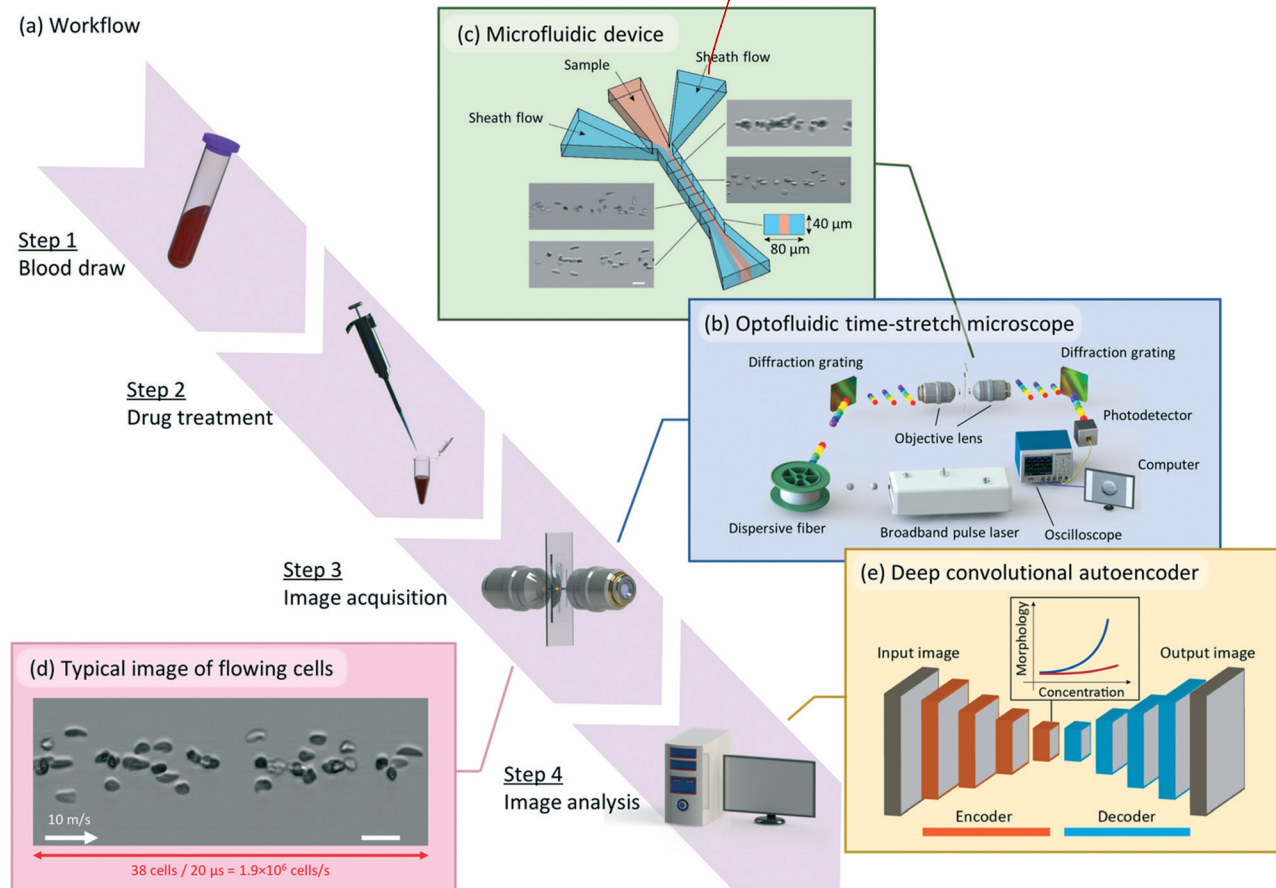 (a) Workflow
Step 1
Blood draw
Step 2
Drug treatment
Step 3
Image acquisition
Step 4
Image analysis
(c) Microfluidic device
Sample
Sheath flow
Sheath flow
40 μm
80 μm
(b) Optofluidic time-stretch microscope
Diffraction grating
Diffraction grating
Objective lens
Photodetector
Computer
Dispersive fiber
Broadband pulse laser
Oscilloscope
(d) Typical image of flowing cells
10 m/s
38 cells / 20 μs = 1.9×10⁶ cells/s
(e) Deep convolutional autoencoder
Input image
Morphology
Concentration
Output image
Encoder
Decoder